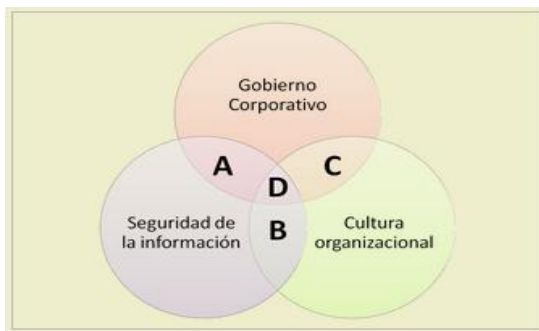 Gobierno
Corporativo
A
C
D
B
Seguridad de
la información
Cultura
organizacional